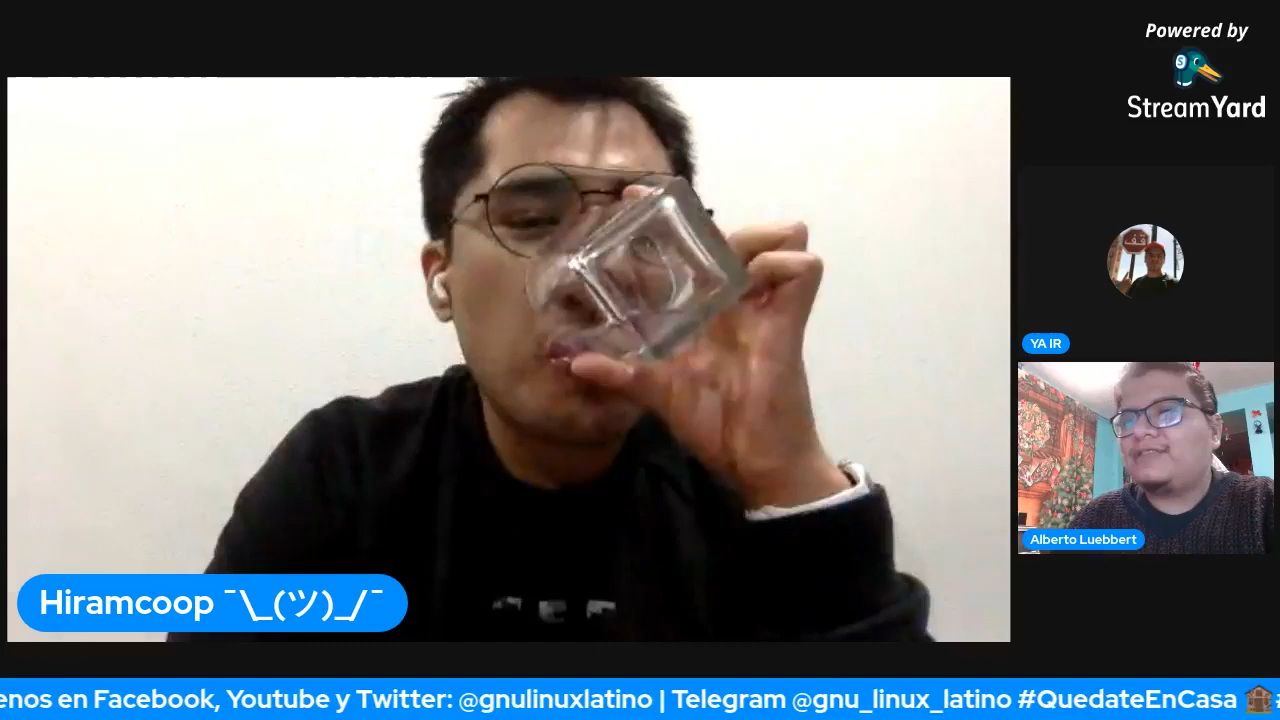 Powered by
StreamYard
YA IR
Alberto Luebbert
Hiramcoop ¯\_(ツ)_/¯
enos en Facebook, Youtube y Twitter: @gnulinuxlatino | Telegram @gnu_linux_latino #QuedateEnCasa 🏠